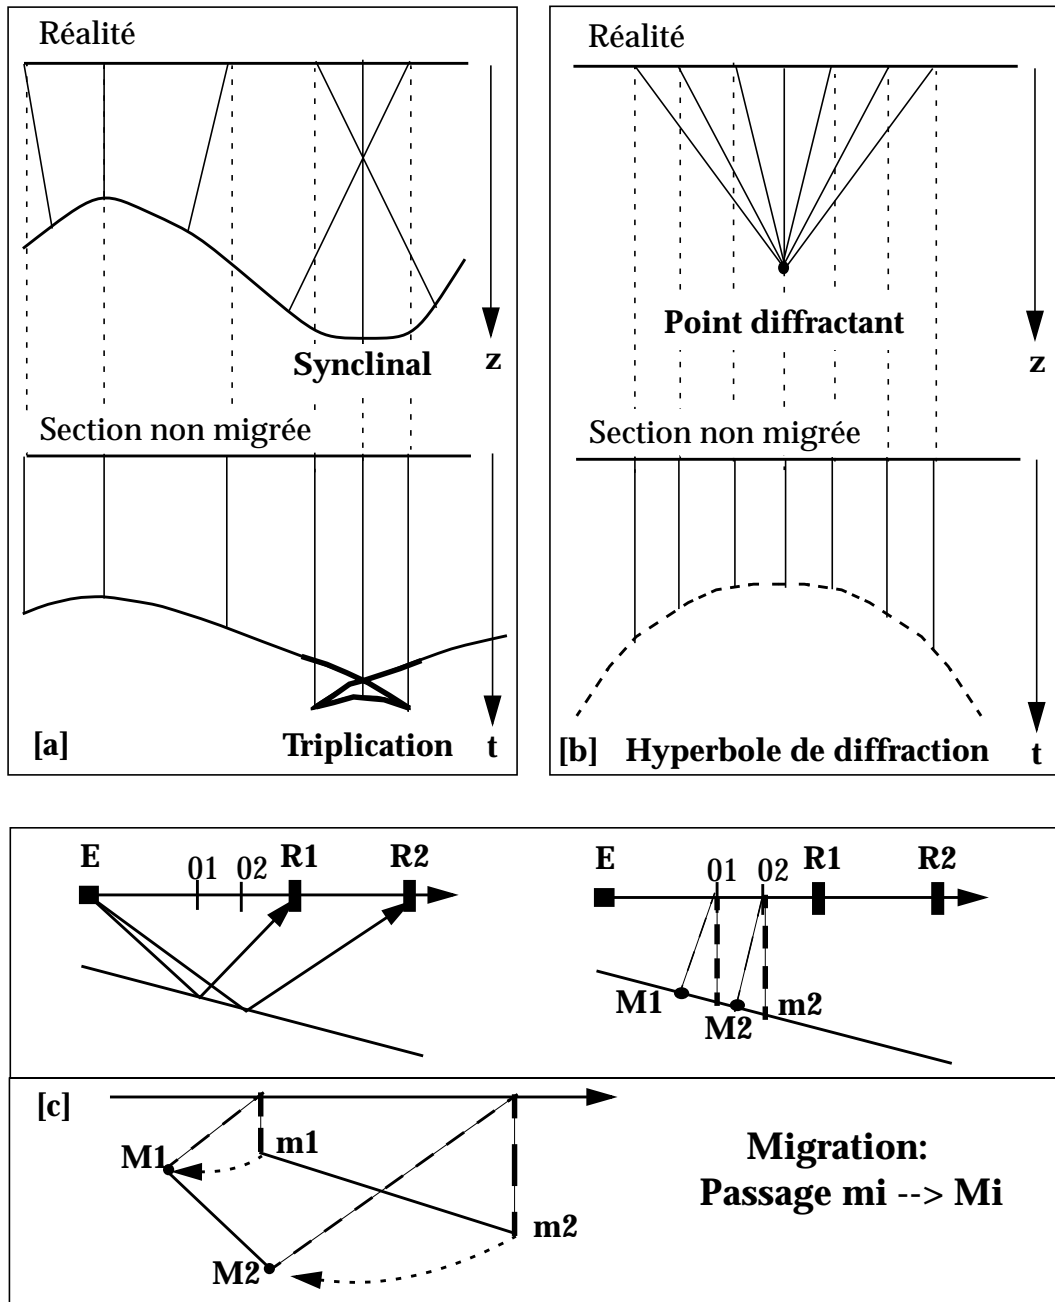 Réalité
Synclinal
z
Section non migrée
[a]
Triplication
t
Réalité
Point diffractant
z
Section non migrée
[b]
Hyperbole de diffraction
t
E
01
02
R1
R2
E
01
02
R1
R2
M1
M2
m2
[c]
M1
m1
M2
m2
Migration:
Passage mi --> Mi